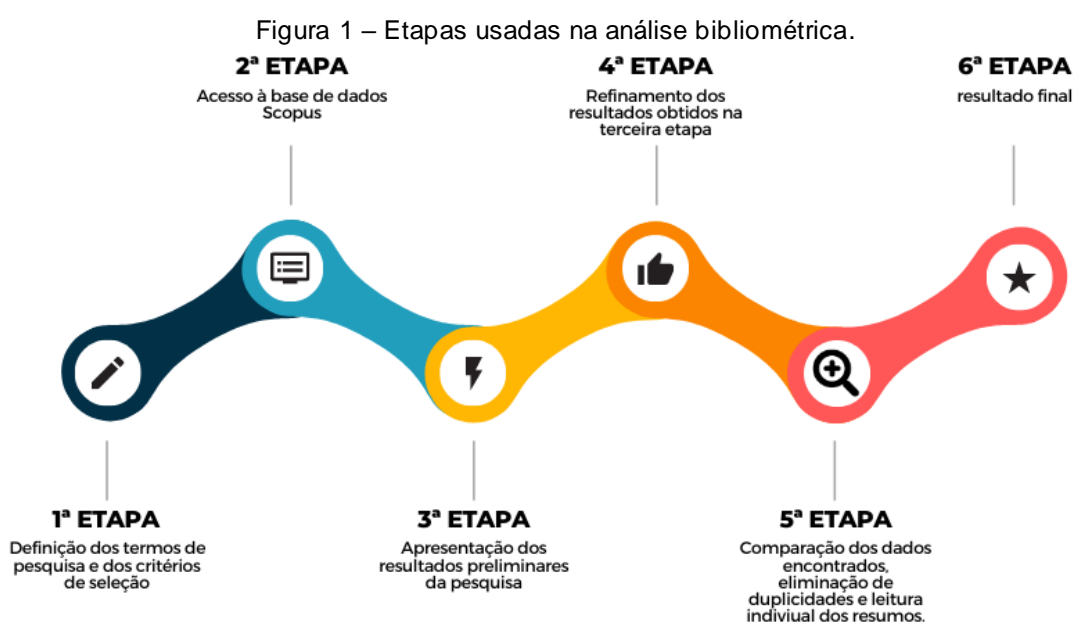 Figura 1 – Etapas usadas na análise bibliométrica.
2ª ETAPA
Acesso à base de dados
Scopus
4ª ETAPA
Refinamento dos
resultados obtidos na
terceira etapa
6ª ETAPA
resultado final
1ª ETAPA
Definição dos termos de
pesquisa e dos critérios
de seleção
3ª ETAPA
Apresentação dos
resultados preliminares
da pesquisa
5ª ETAPA
Comparação dos dados
encontrados,
eliminação de
duplicidades e leitura
indiviual dos resumos.